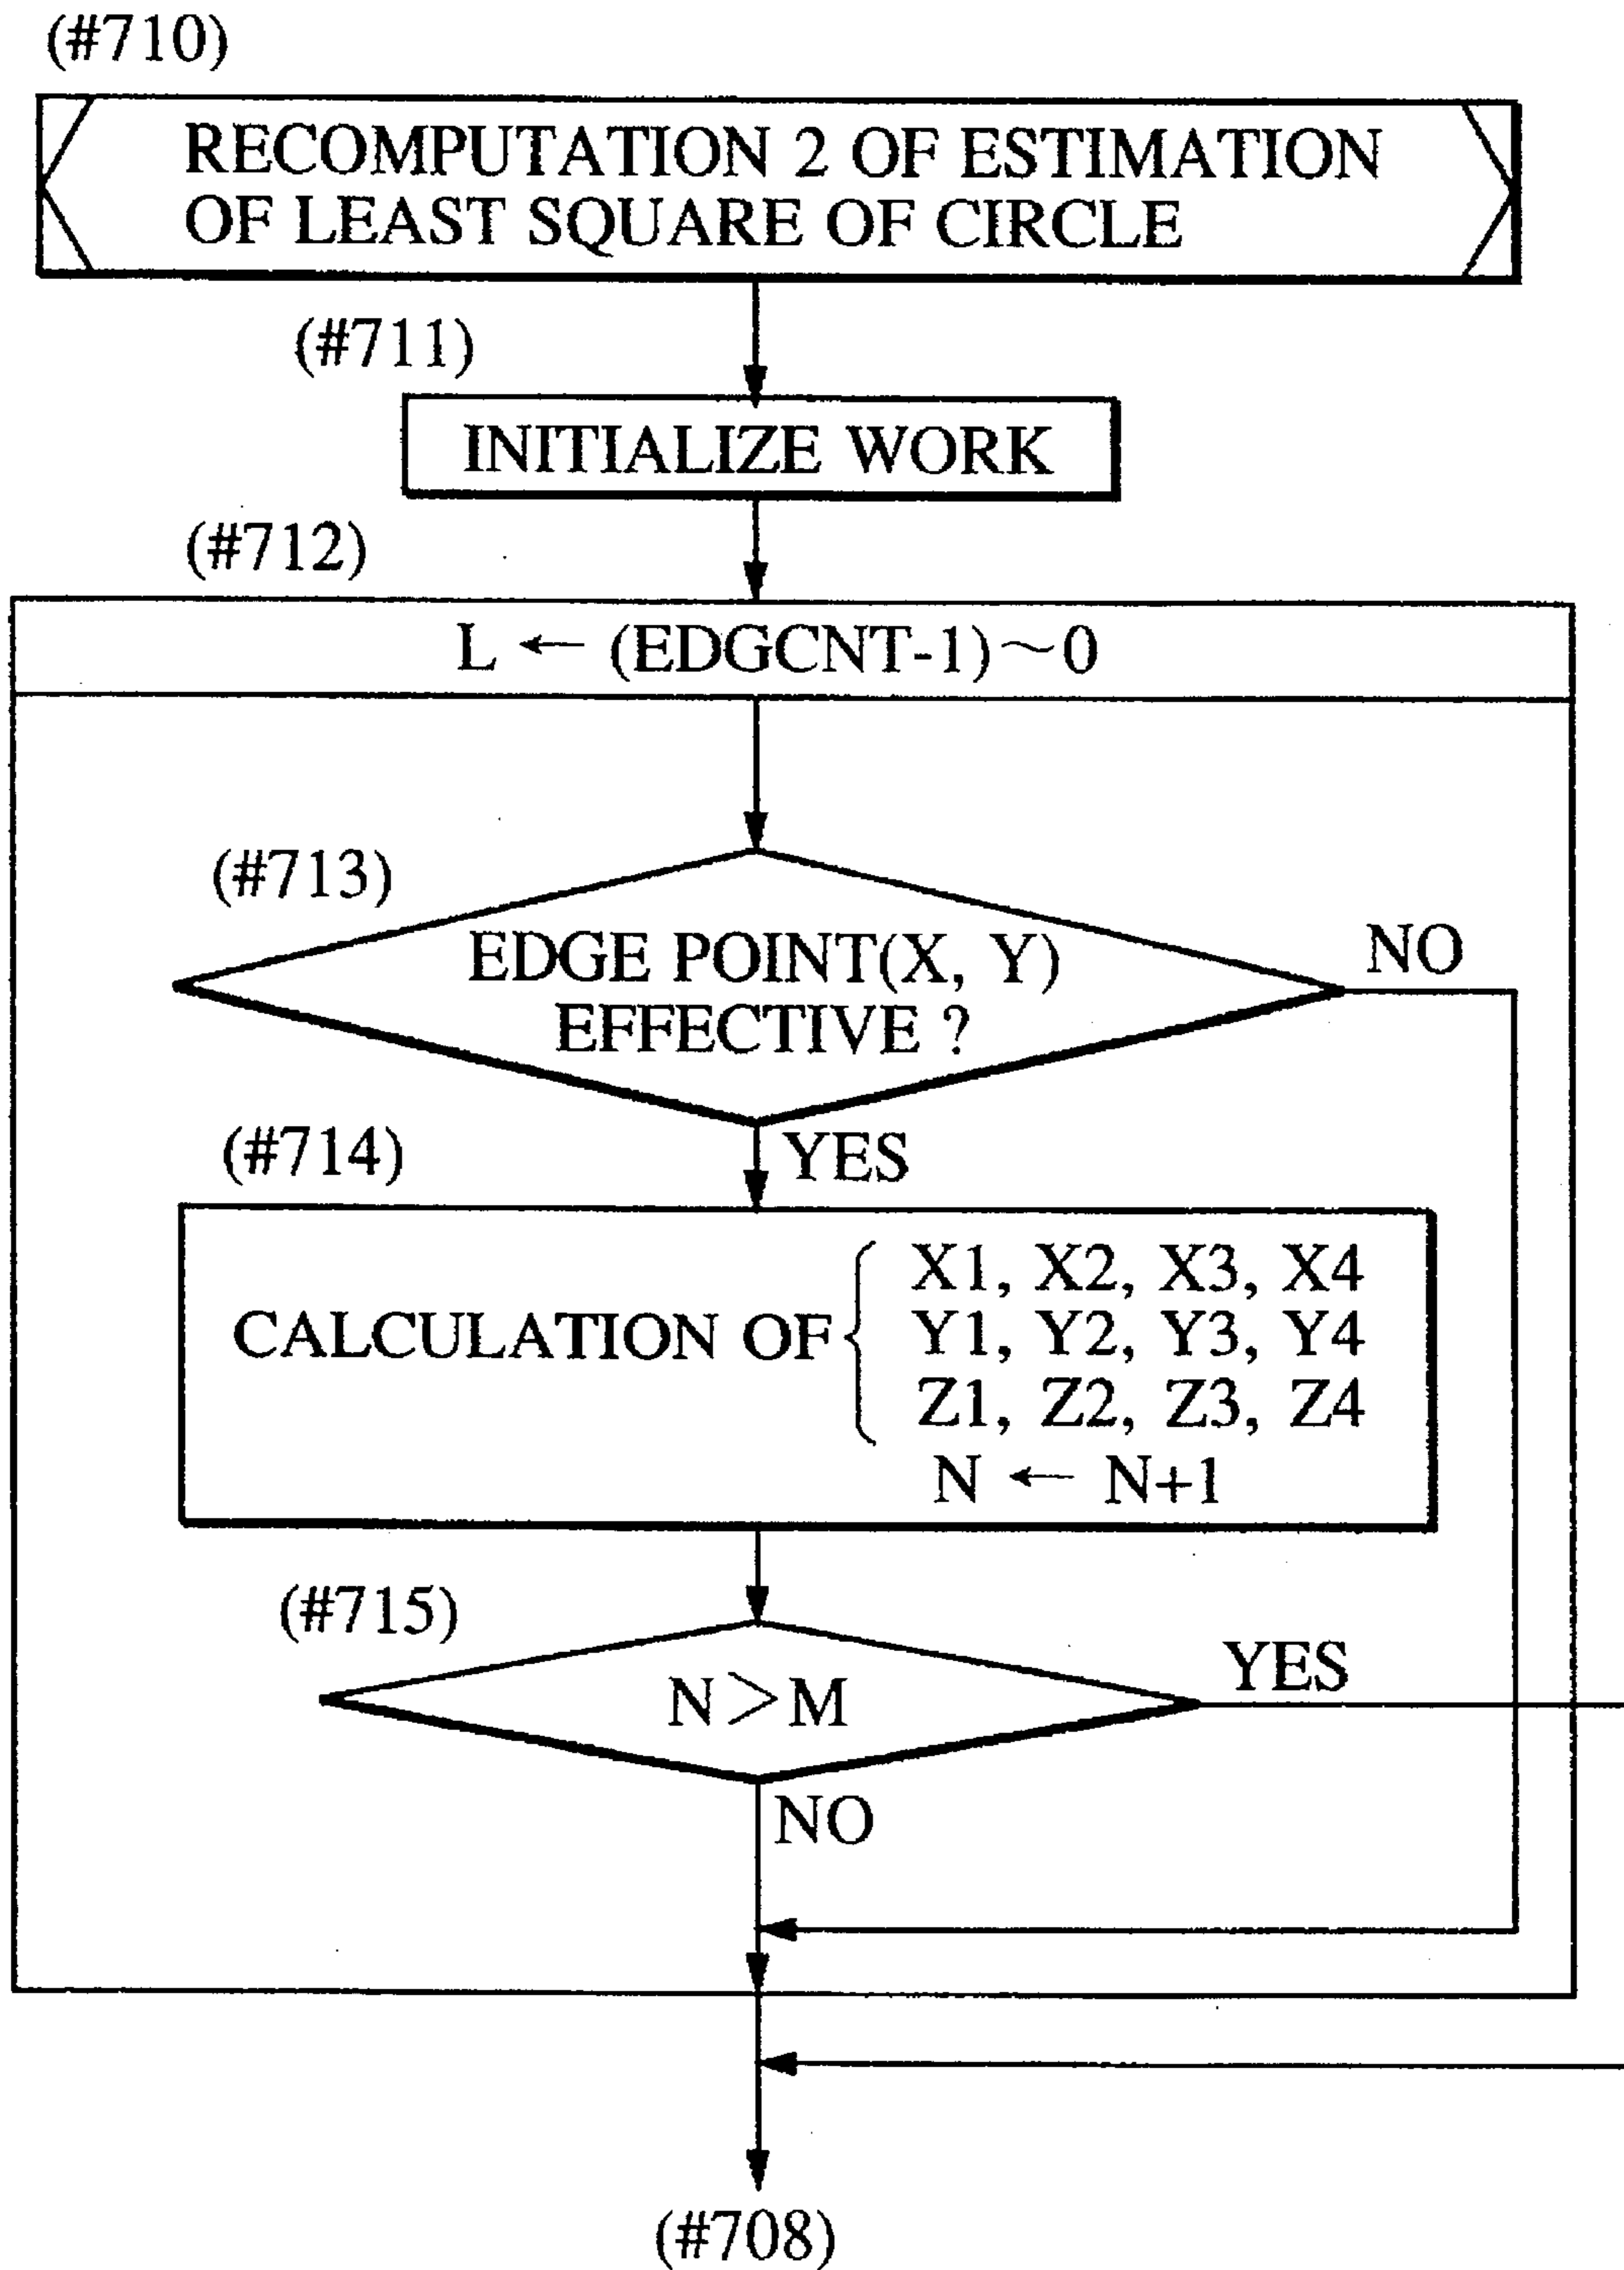 (#710)
RECOMPUTATION 2 OF ESTIMATION
OF LEAST SQUARE OF CIRCLE
(#711)
INITIALIZE WORK
(#712)
L ← (EDGCNT-1)~0
(#713)
EDGE POINT(X, Y)
EFFECTIVE ?
NO
YES
(#714)
CALCULATION OF
X1, X2, X3, X4
Y1, Y2, Y3, Y4
Z1, Z2, Z3, Z4
N ← N+1
(#715)
N>M
YES
NO
(#708)